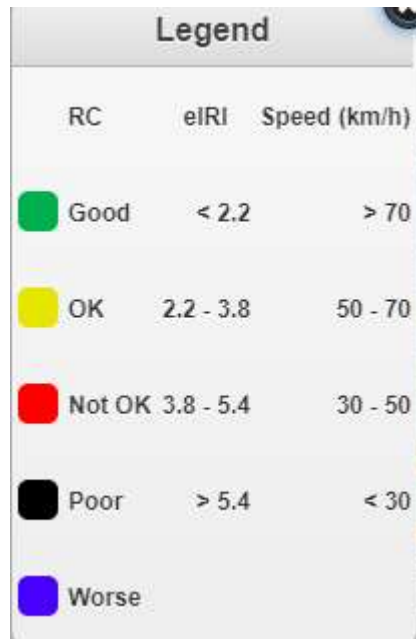 Legend
RC eIRI Speed (km/h)
Good < 2.2 > 70
OK 2.2 - 3.8 50 - 70
Not OK 3.8 - 5.4 30 - 50
Poor > 5.4 < 30
Worse